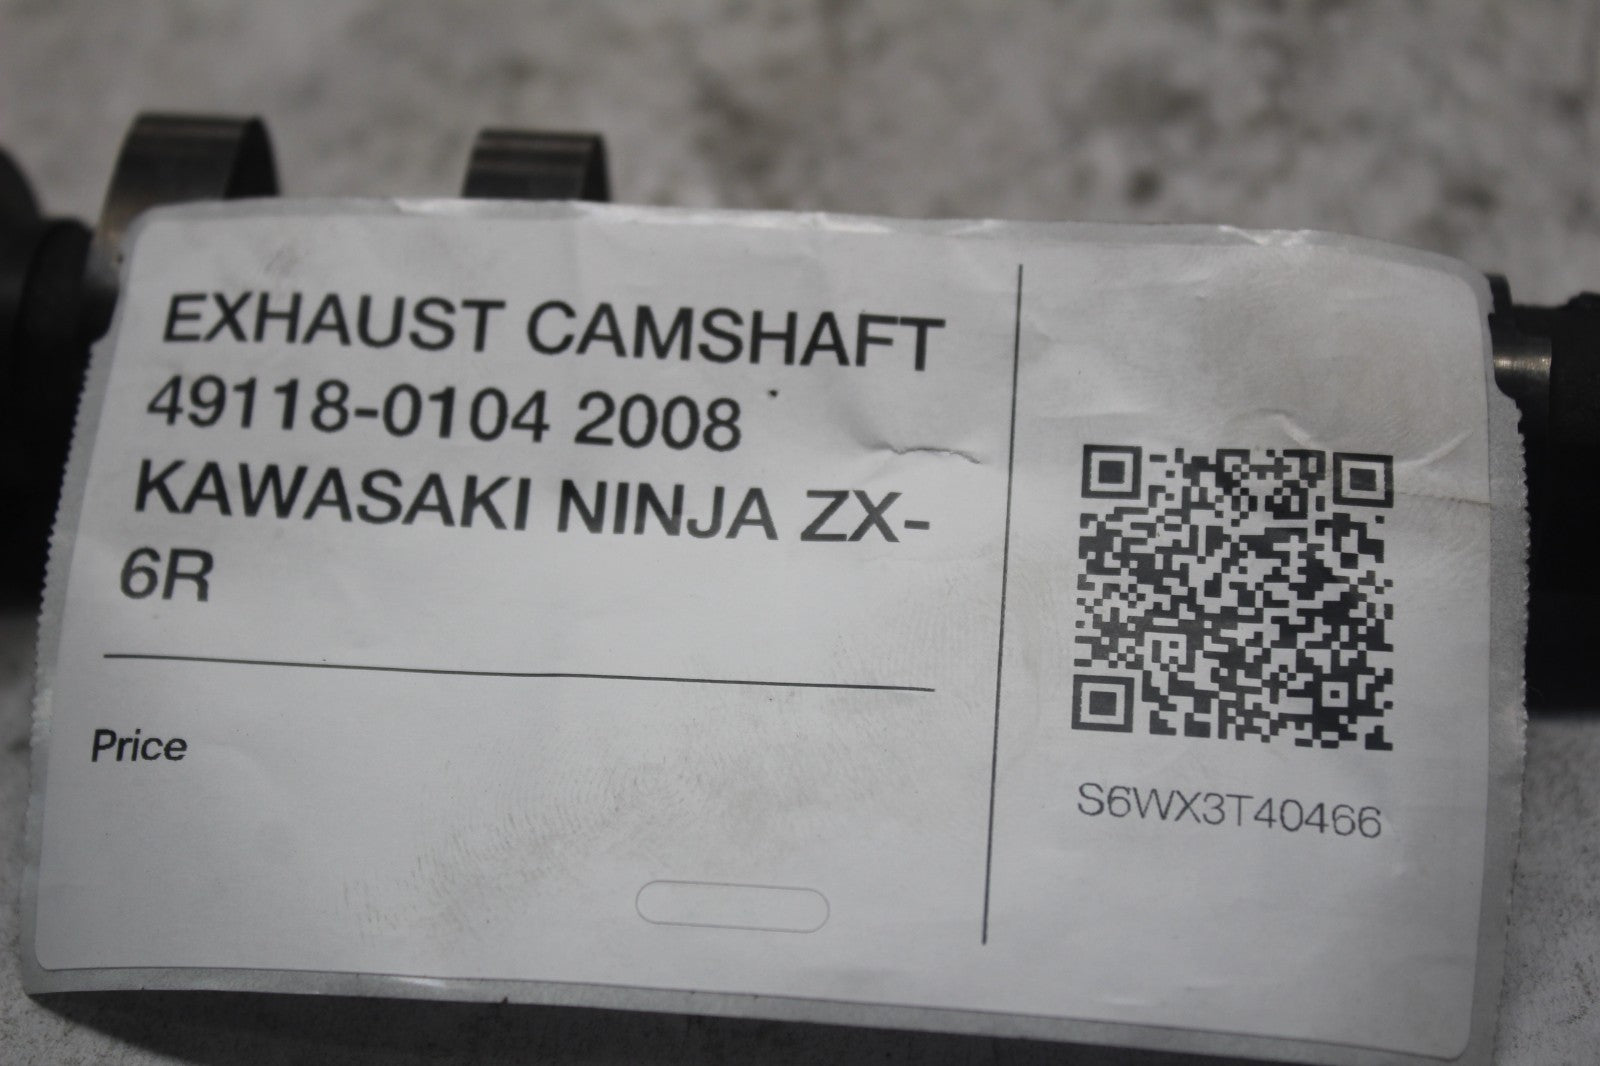 EXHAUST CAMSHAFT
49118-0104 2008
KAWASAKI NINJA ZX-
6R
Price
S6WX3T40466